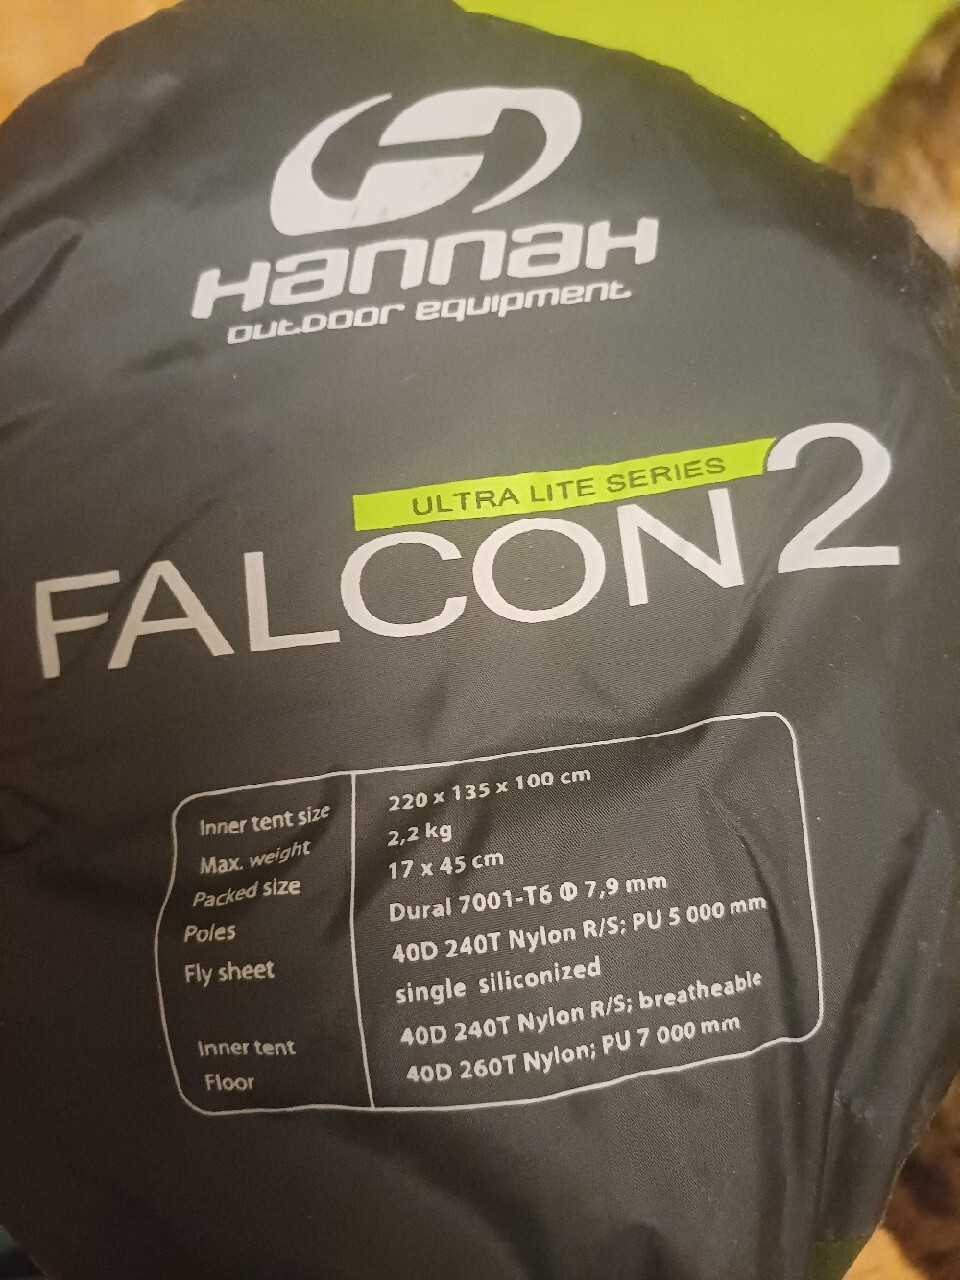 Hannah
outdoor equipment
ULTRA LITE SERIES
FALCON 2
Inner tent size 220 x 135 x 100 cm
Max. weight 2,2 kg
Packed size 17 x 45 cm
Poles Dural 7001-T6 Φ 7,9 mm
Fly sheet 40D 240T Nylon R/S; PU 5 000 mm
single siliconized
Inner tent 40D 240T Nylon R/S; breatheable
Floor 40D 260T Nylon; PU 7 000 mm